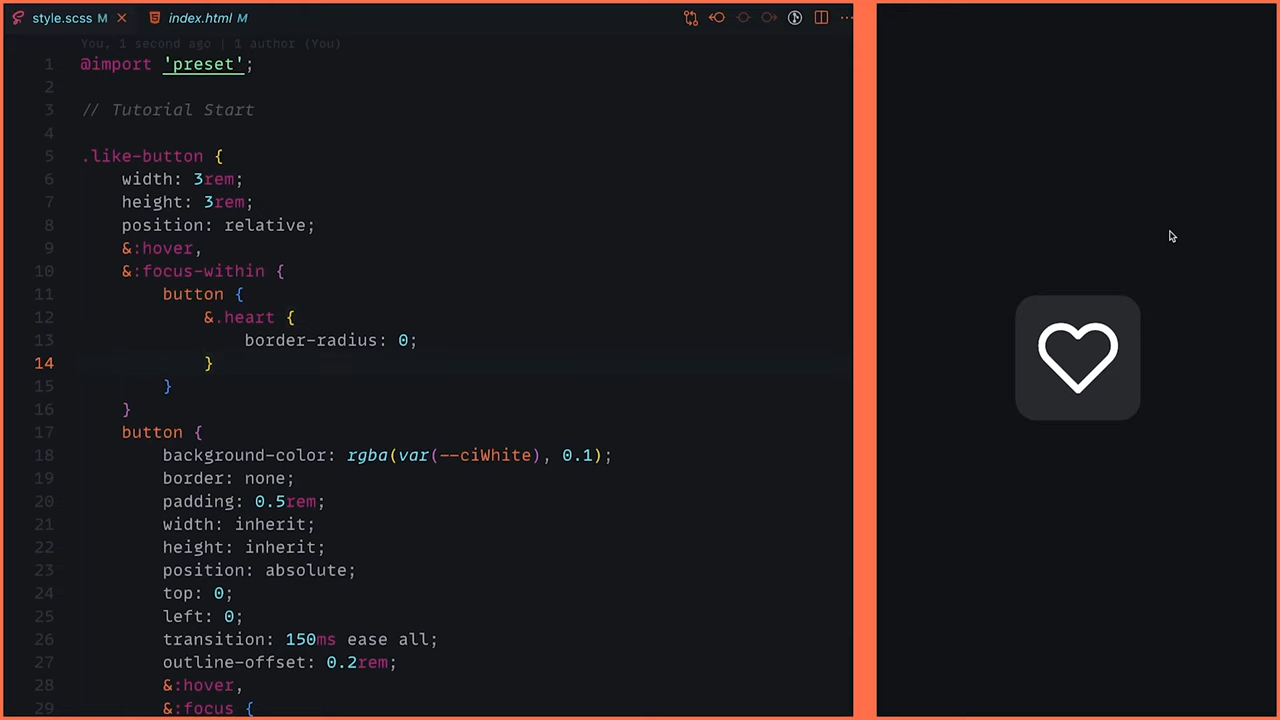 style.scss M index.html M
You, 1 second ago | 1 author (You)
1 @import 'preset';
2
3 // Tutorial Start
4
5 .like-button {
6 width: 3rem;
7 height: 3rem;
8 position: relative;
9 &:hover,
10 &:focus-within {
11 button {
12 &.heart {
13 border-radius: 0;
14 }
15 }
16 }
17 button {
18 background-color: rgba(var(--ciWhite), 0.1);
19 border: none;
20 padding: 0.5rem;
21 width: inherit;
22 height: inherit;
23 position: absolute;
24 top: 0;
25 left: 0;
26 transition: 150ms ease all;
27 outline-offset: 0.2rem;
28 &:hover,
29 &:focus {